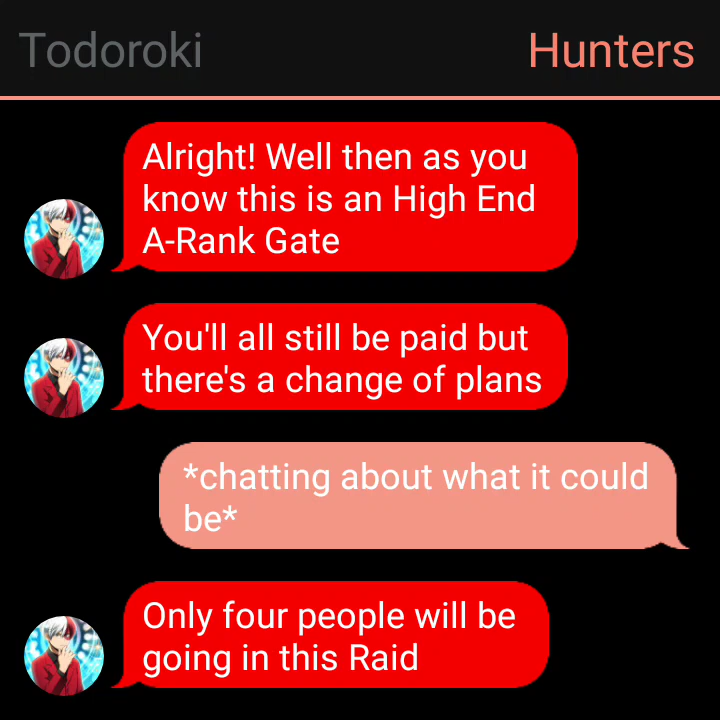 Todoroki
Hunters
Alright! Well then as you
know this is an High End
A-Rank Gate
You'll all still be paid but
there's a change of plans
*chatting about what it could
be*
Only four people will be
going in this Raid